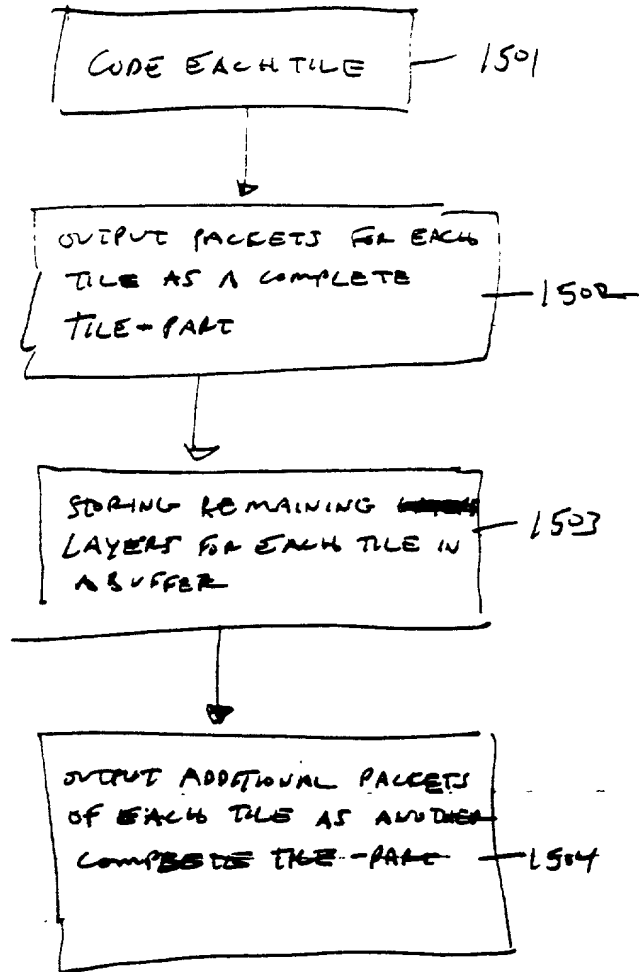 CODE EACH TILE
1501
OUTPUT PACKETS FOR EACH
TILE AS A COMPLETE
TILE-PART
1502
STORING REMAINING
LAYERS FOR EACH TILE IN
A BUFFER
1503
OUTPUT ADDITIONAL PACKETS
OF EACH TILE AS ANOTHER
COMPLETE TILE-PART
1504